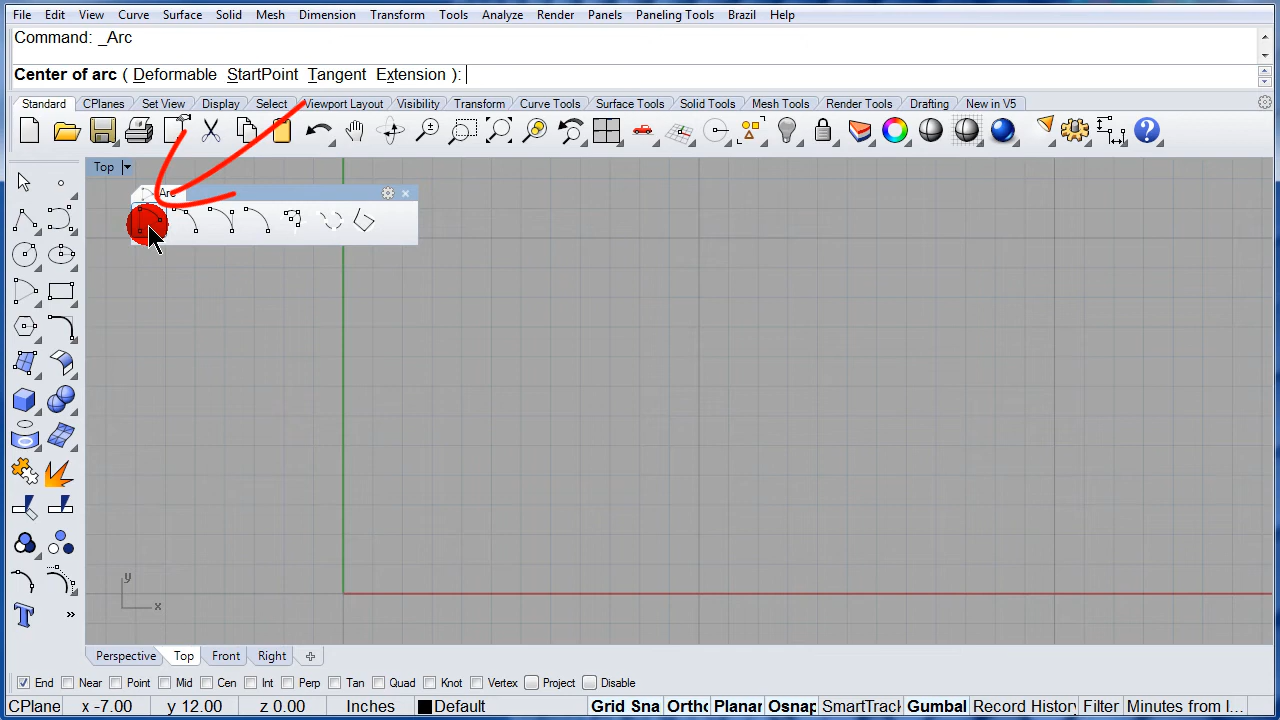 File Edit View Curve Surface Solid Mesh Dimension Transform Tools Analyze Render Panels Paneling Tools Brazil Help
Command: _Arc
Center of arc ( Deformable StartPoint Tangent Extension ):
Standard CPlanes Set View Display Select Viewport Layout Visibility Transform Curve Tools Surface Tools Solid Tools Mesh Tools Render Tools Drafting New in V5
Top
Arc
y
x
Perspective Top Front Right
End Near Point Mid Cen Int Perp Tan Quad Knot Vertex Project Disable
CPlane x -7.00 y 12.00 z 0.00 Inches Default Grid Sna Ortho Planar Osnap SmartTrack Gumbal Record History Filter Minutes from l...